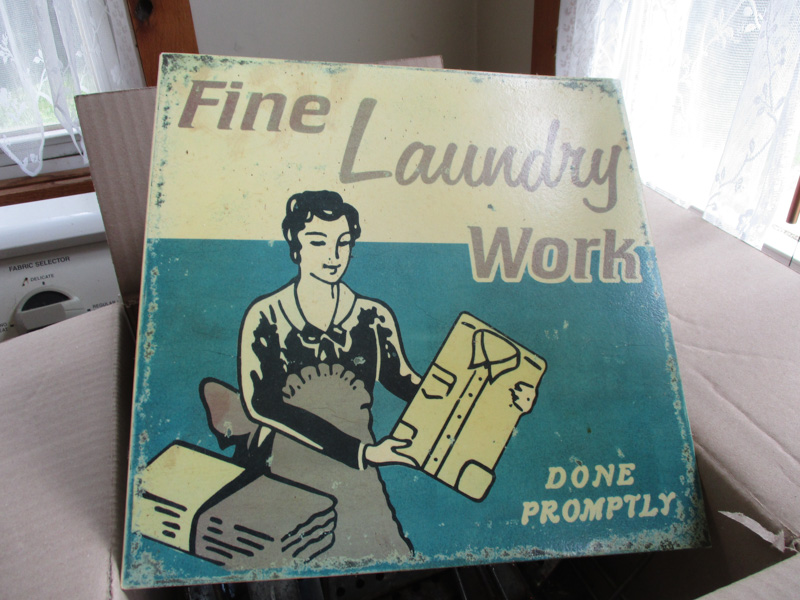 Fine
Laundry
Work
DONE
PROMPTLY
FABRIC SELECTOR
DELICATE